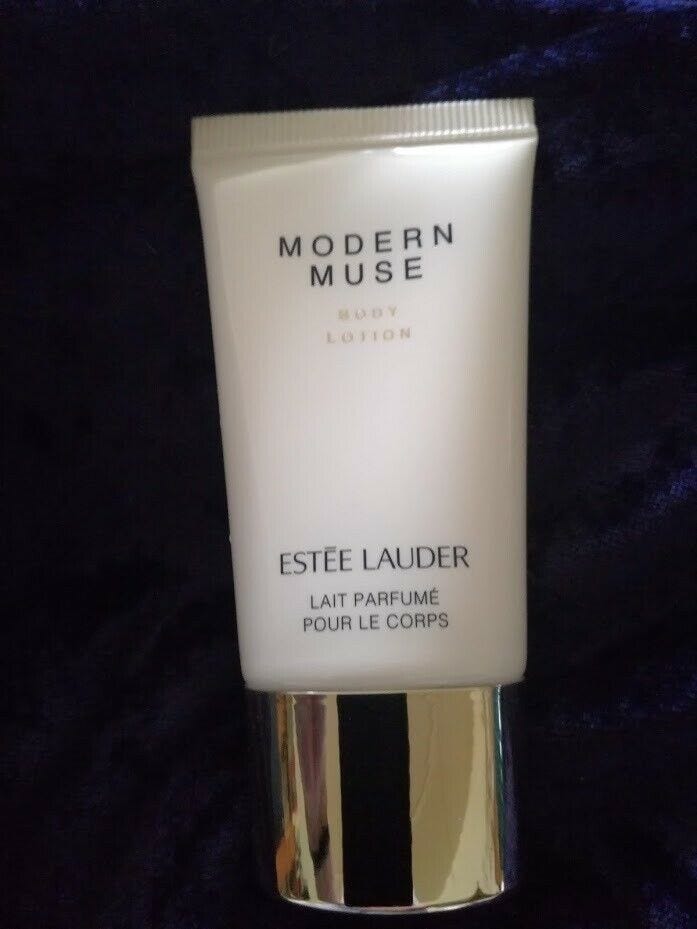 MODERN
MUSE
BODY
LOTION
ESTĒE LAUDER
LAIT PARFUMÉ
POUR LE CORPS